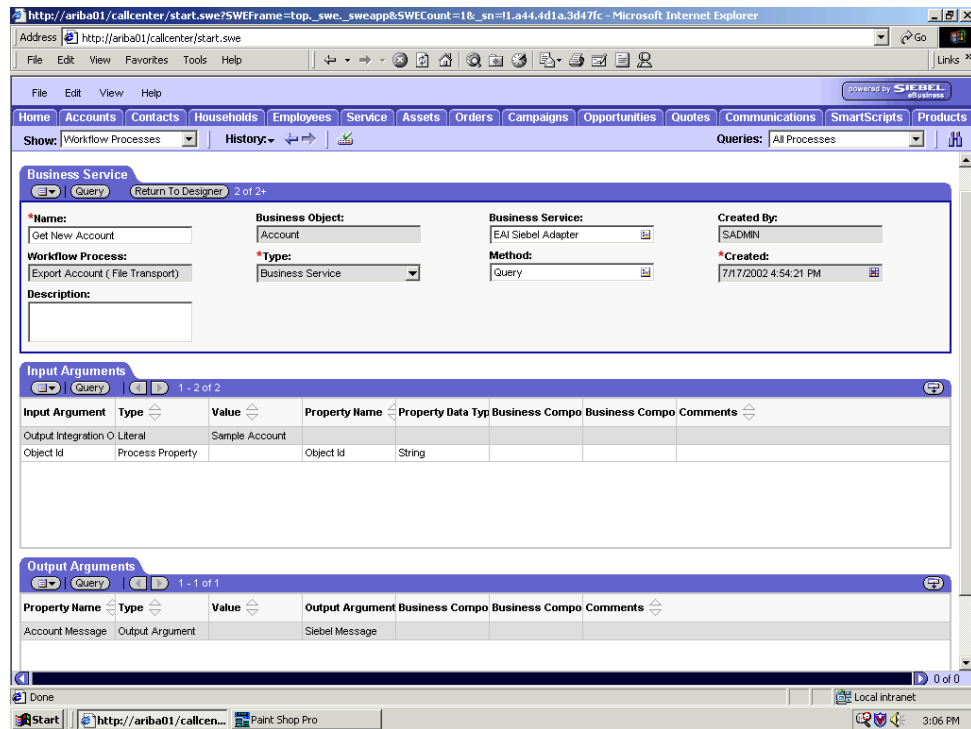 http://ariba01/callcenter/start.swe?SWEFrame=top._swe._sweapp&SWECount=1&_sn=!1.a44.4d1a.3d47fc - Microsoft Internet Explorer
Address http://ariba01/callcenter/start.swe Go
File Edit View Favorites Tools Help Links »
File Edit View Help powered by SIEBEL eBusiness
Home Accounts Contacts Households Employees Service Assets Orders Campaigns Opportunities Quotes Communications SmartScripts Products
Show: Workflow Processes History: Queries: All Processes
Business Service
Query Return To Designer 2 of 2+
*Name: Business Object: Business Service: Created By:
Get New Account Account EAI Siebel Adapter SADMIN
Workflow Process: *Type: Method: *Created:
Export Account ( File Transport) Business Service Query 7/17/2002 4:54:21 PM
Description:
Input Arguments
Query 1 - 2 of 2
Input Argument Type Value Property Name Property Data Typ Business Compo Business Compo Comments
Output Integration O Literal Sample Account
Object Id Process Property Object Id String
Output Arguments
Query 1 - 1 of 1
Property Name Type Value Output Argument Business Compo Business Compo Comments
Account Message Output Argument Siebel Message
0 of 0
Done Local intranet
Start http://ariba01/callcen... Paint Shop Pro 3:06 PM